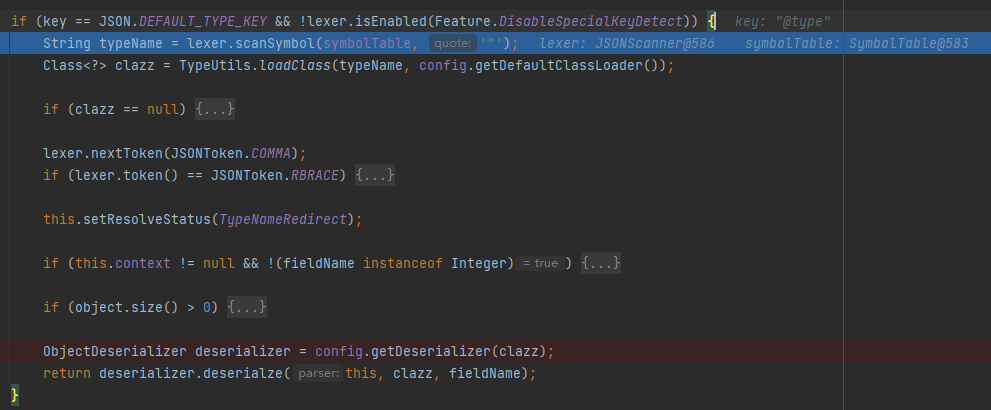 if (key == JSON.DEFAULT_TYPE_KEY && !lexer.isEnabled(Feature.DisableSpecialKeyDetect)) { key: "@type"
String typeName = lexer.scanSymbol(symbolTable, quote: '"'); lexer: JSONScanner@586 symbolTable: SymbolTable@583
Class<?> clazz = TypeUtils.loadClass(typeName, config.getDefaultClassLoader());
if (clazz == null) {...}
lexer.nextToken(JSONToken.COMMA);
if (lexer.token() == JSONToken.RBRACE) {...}
this.setResolveStatus(TypeNameRedirect);
if (this.context != null && !(fieldName instanceof Integer) = true ) {...}
if (object.size() > 0) {...}
ObjectDeserializer deserializer = config.getDeserializer(clazz);
return deserializer.deserialze( parser: this, clazz, fieldName);
}